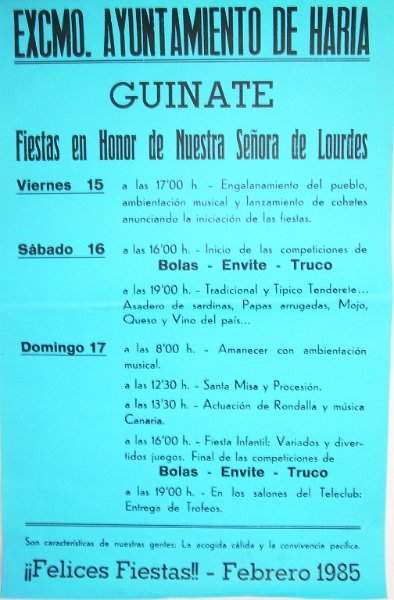 EXCMO. AYUNTAMIENTO DE HARIA
GUINATE
Fiestas en Honor de Nuestra Señora de Lourdes
Viernes 15 a las 17'00 h - Engalanamiento del pueblo,
ambientación musical y lanzamiento de cohetes
anunciando la iniciación de las fiestas.
Sábado 16 a las 16'00 h. - Inicio de las competiciones de
Bolas - Envite - Truco
a las 19'00 h. - Tradicional y Típico Tenderete...
Asadero de sardinas, Papas arrugadas, Mojo,
Queso y Vino del país...
Domingo 17 a las 8'00 h. - Amanecer con ambientación
musical.
a las 12'30 h. - Santa Misa y Procesión.
a las 13'30 h. - Actuación de Rondalla y música
Canaria.
a las 16'00 h. - Fiesta Infantil: Variados y diver-
tidos juegos. Final de las competiciones de
Bolas - Envite - Truco
a las 19'00 h. - En los salones del Teleclub:
Entrega de Trofeos.
Son características de nuestras gentes: La acogida cálida y la convivencia pacífica.
¡¡Felices Fiestas!! - Febrero 1985